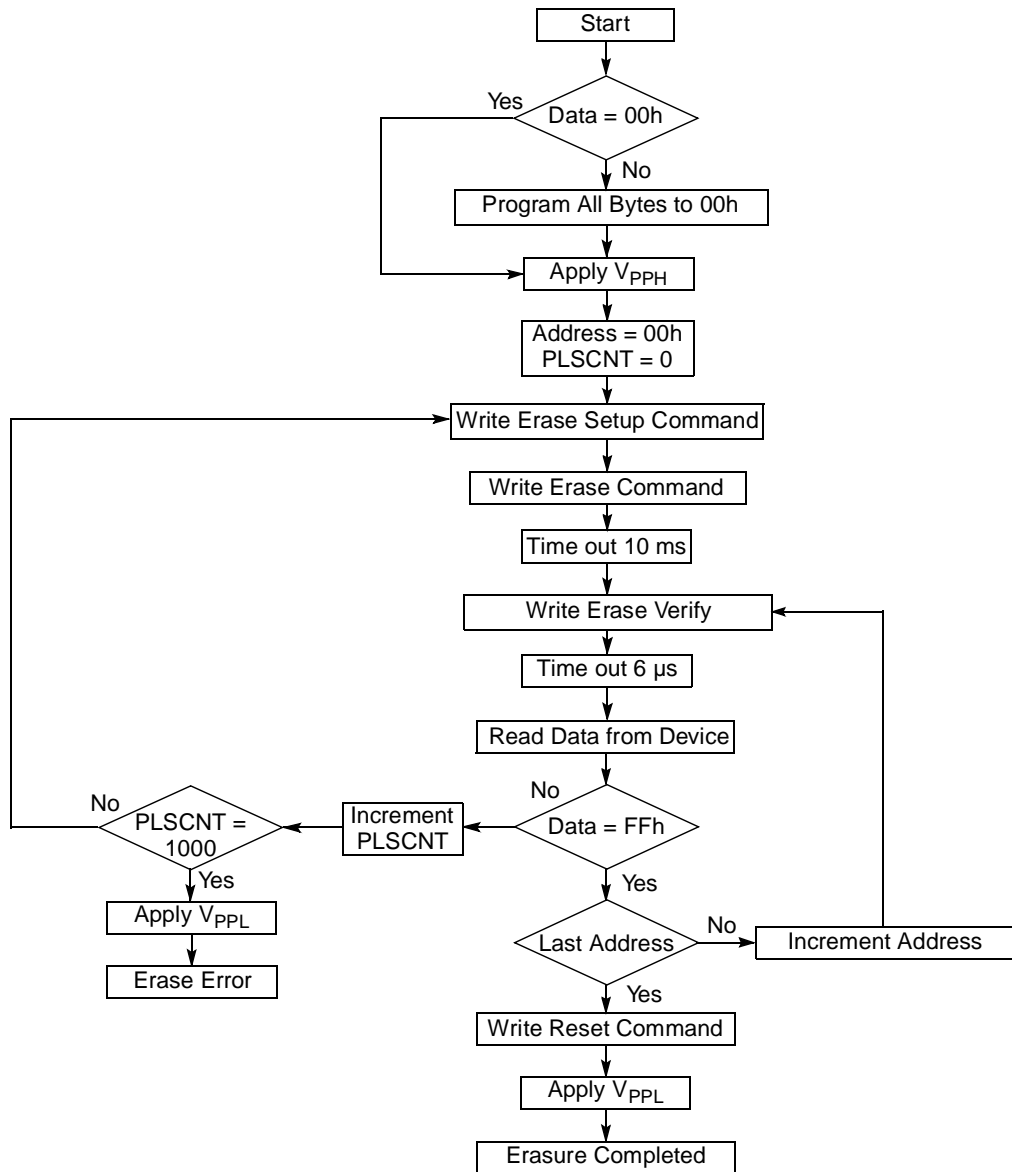 Start
Yes
Data = 00h
No
Program All Bytes to 00h
Apply VPPH
Address = 00h
PLSCNT = 0
Write Erase Setup Command
Write Erase Command
Time out 10 ms
Write Erase Verify
Time out 6 µs
Read Data from Device
No
PLSCNT =
1000
Yes
Increment
PLSCNT
No
Data = FFh
Yes
Apply VPPL
Erase Error
Last Address
No
Increment Address
Yes
Write Reset Command
Apply VPPL
Erasure Completed